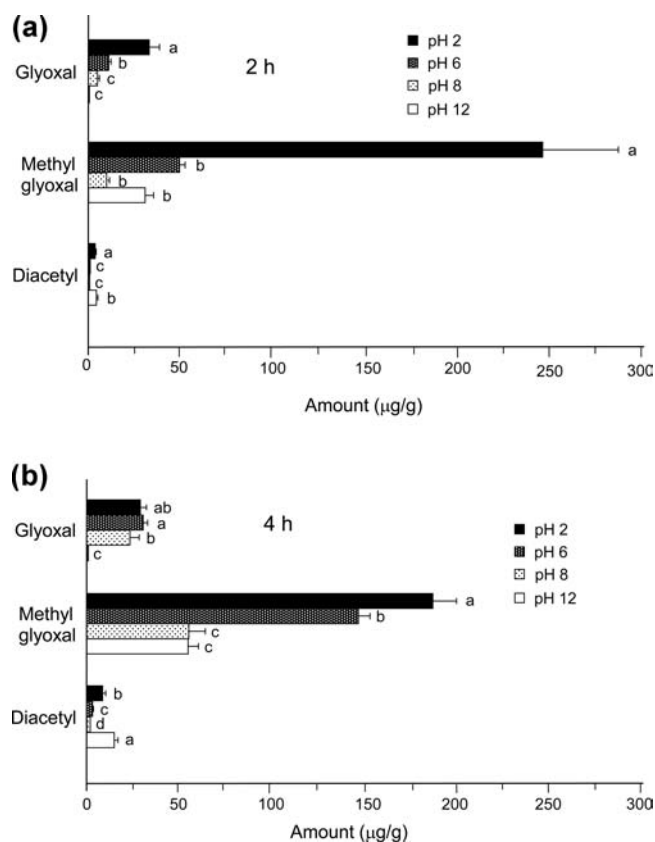 (a)
2 h
pH 2
pH 6
pH 8
pH 12
Glyoxal
a
b
c
c
Methyl
glyoxal
a
b
b
b
Diacetyl
a
c
c
b
0 50 100 150 200 250 300
Amount (µg/g)
(b)
4 h
pH 2
pH 6
pH 8
pH 12
Glyoxal
ab
a
b
c
Methyl
glyoxal
a
b
c
c
Diacetyl
b
c
d
a
0 50 100 150 200 250 300
Amount (µg/g)